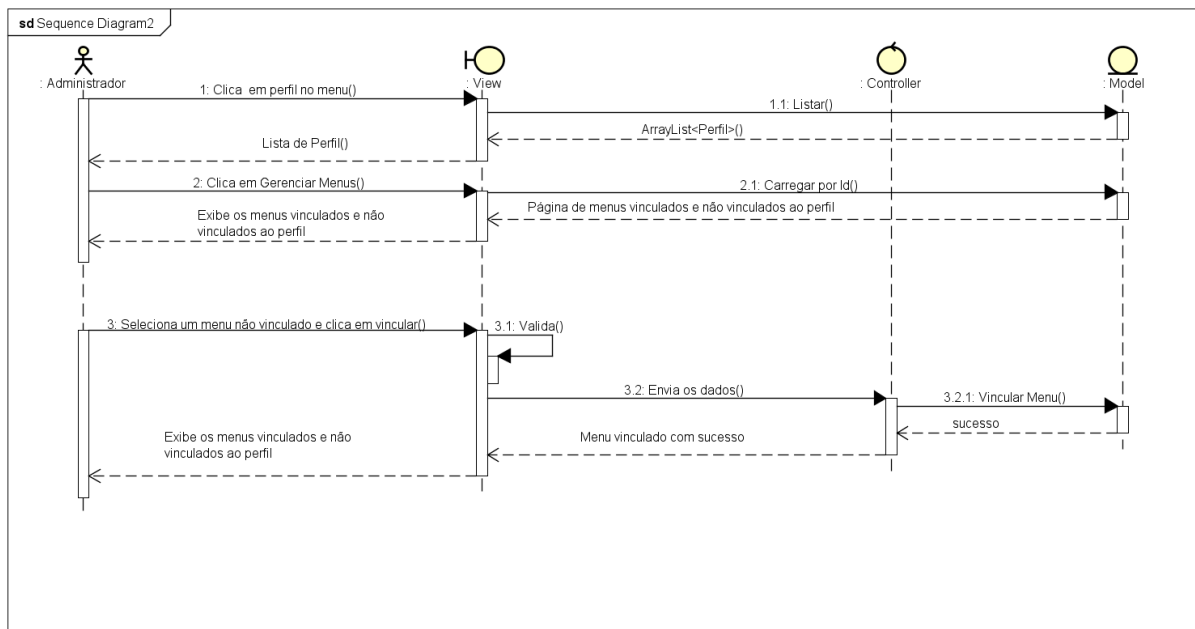 sd Sequence Diagram2
: Administrador
: View
: Controller
: Model
1: Clica em perfil no menu()
1.1: Listar()
ArrayList<Perfil>()
Lista de Perfil()
2: Clica em Gerenciar Menus()
2.1: Carregar por Id()
Página de menus vinculados e não vinculados ao perfil
Exibe os menus vinculados e não
vinculados ao perfil
3: Seleciona um menu não vinculado e clica em vincular()
3.1: Valida()
3.2: Envia os dados()
3.2.1: Vincular Menu()
sucesso
Menu vinculado com sucesso
Exibe os menus vinculados e não
vinculados ao perfil